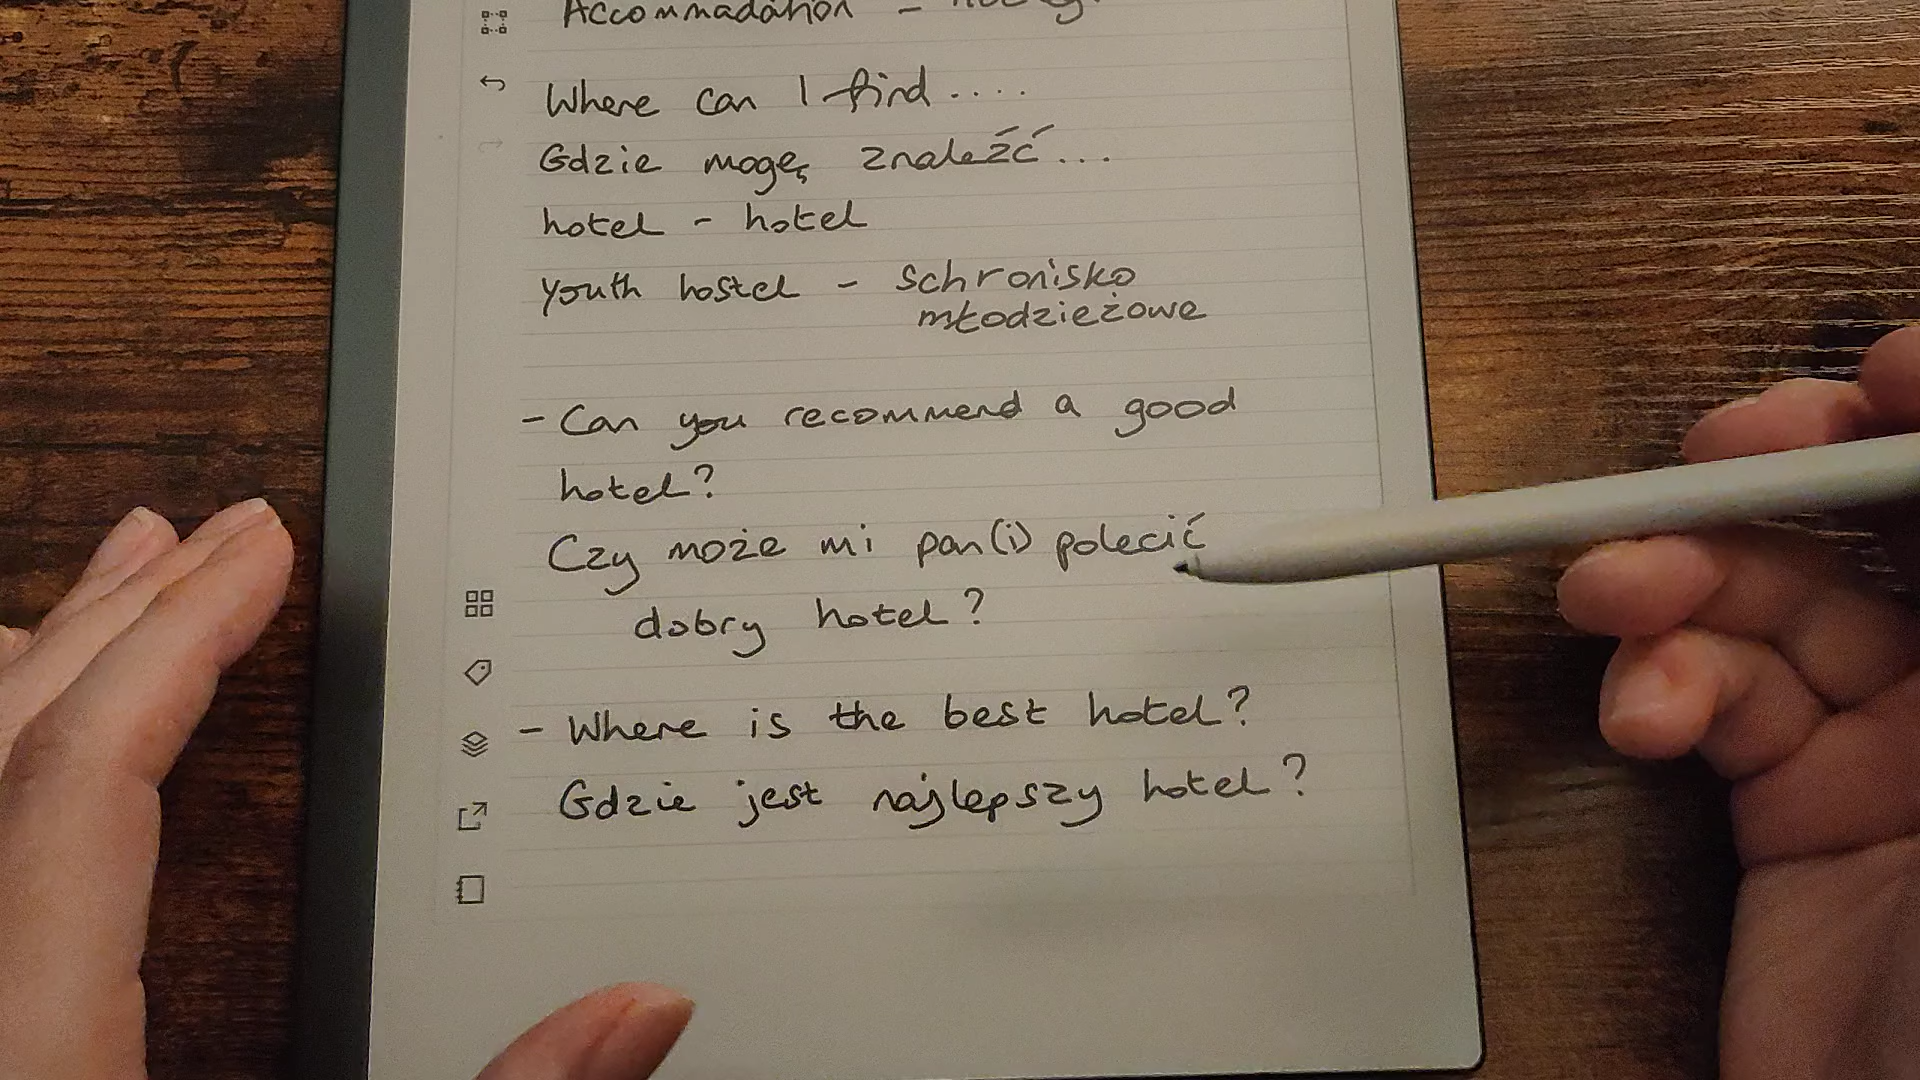 Accommadation -
Where can I find ....
Gdzie mogę znaleźć...
hotel - hotel
youth hostel - schronisko
młodzieżowe
- Can you recommend a good
hotel?
Czy może mi pan(i) polecić
dobry hotel?
- Where is the best hotel?
Gdzie jest najlepszy hotel?